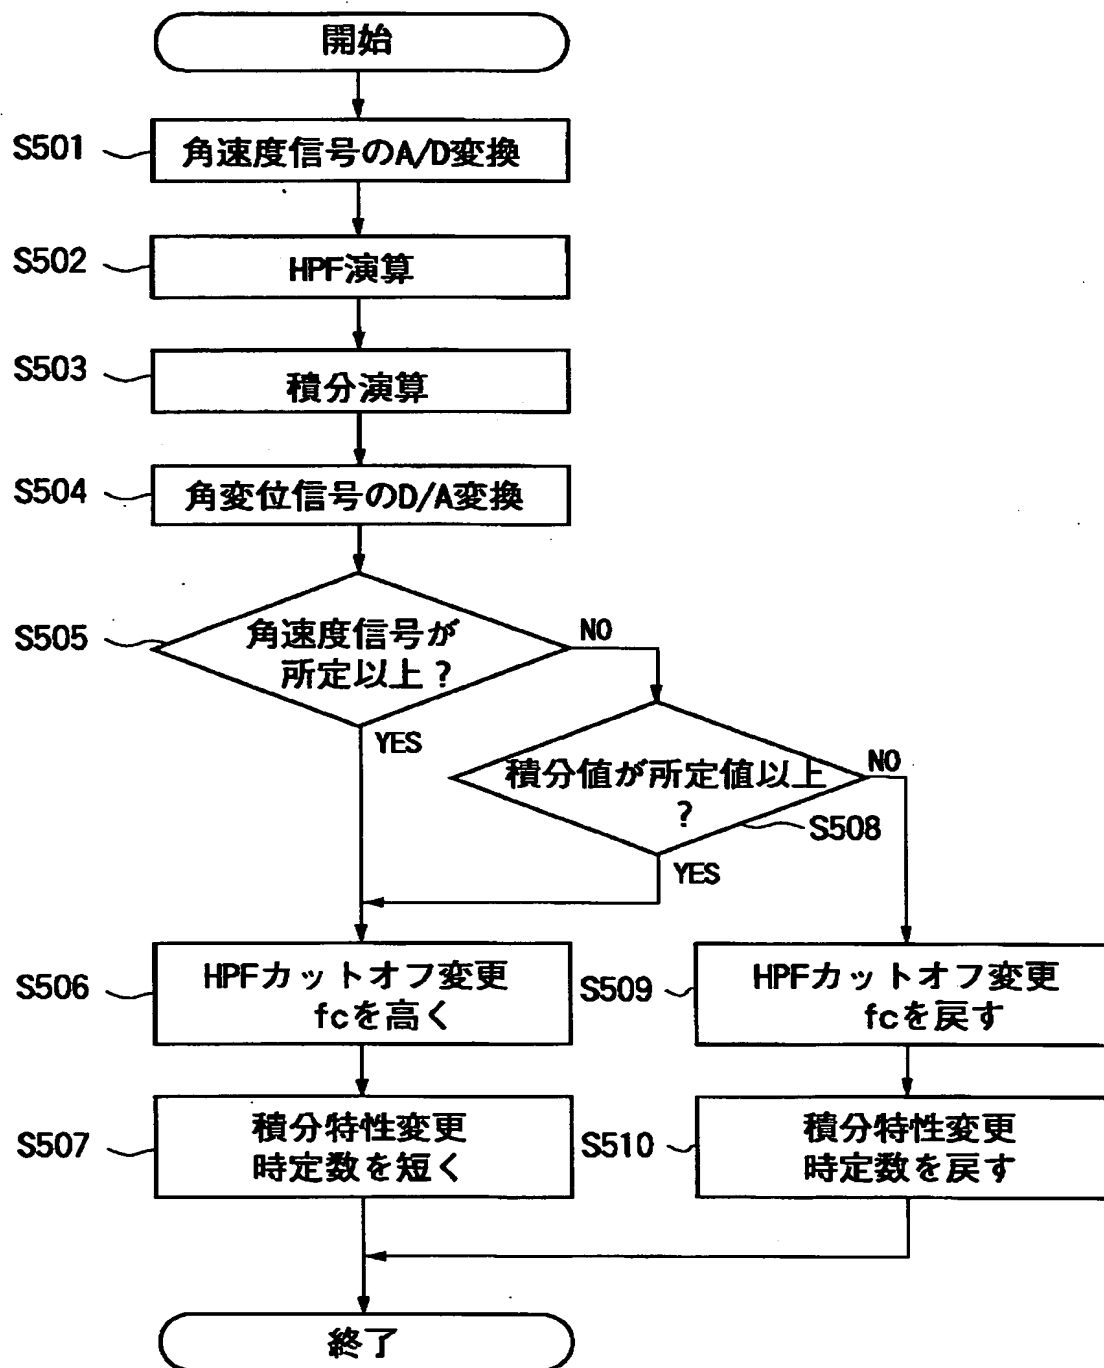 開始
S501
角速度信号のA/D変換
S502
HPF演算
S503
積分演算
S504
角変位信号のD/A変換
S505
角速度信号が
所定以上？
NO
YES
積分値が所定値以上
？
NO
S508
YES
S506
HPFカットオフ変更
fcを高く
S509
HPFカットオフ変更
fcを戻す
S507
積分特性変更
時定数を短く
S510
積分特性変更
時定数を戻す
終了